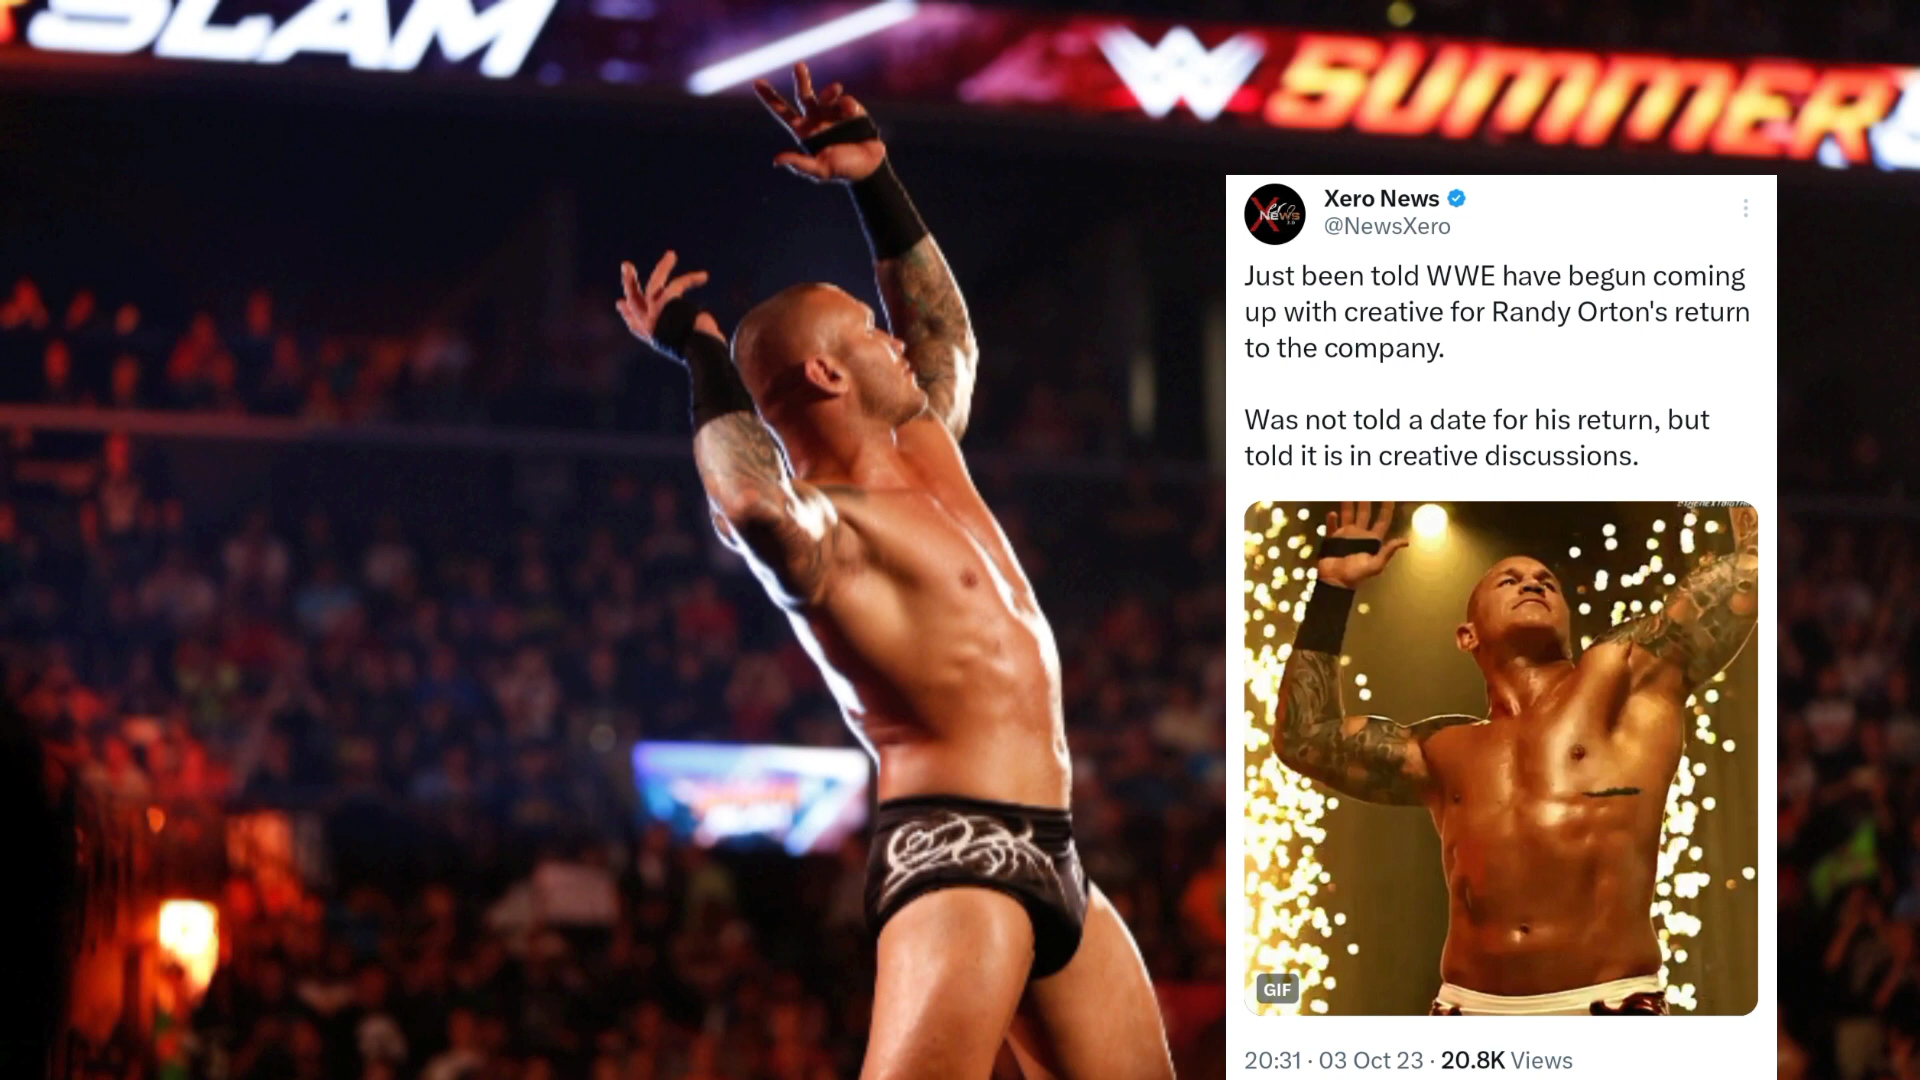 SLAM
W SUMMER
Xero News
@NewsXero
Just been told WWE have begun coming
up with creative for Randy Orton's return
to the company.
Was not told a date for his return, but
told it is in creative discussions.
GIF
20:31 · 03 Oct 23 · 20.8K Views